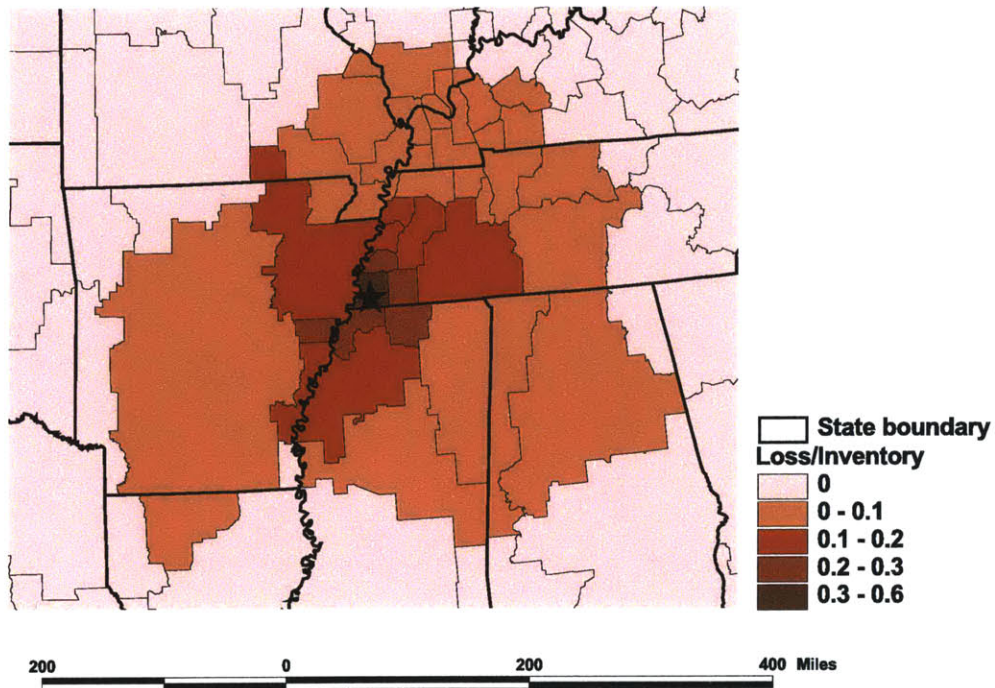 State boundary
Loss/Inventory
0
0 - 0.1
0.1 - 0.2
0.2 - 0.3
0.3 - 0.6
200 0 200 400 Miles